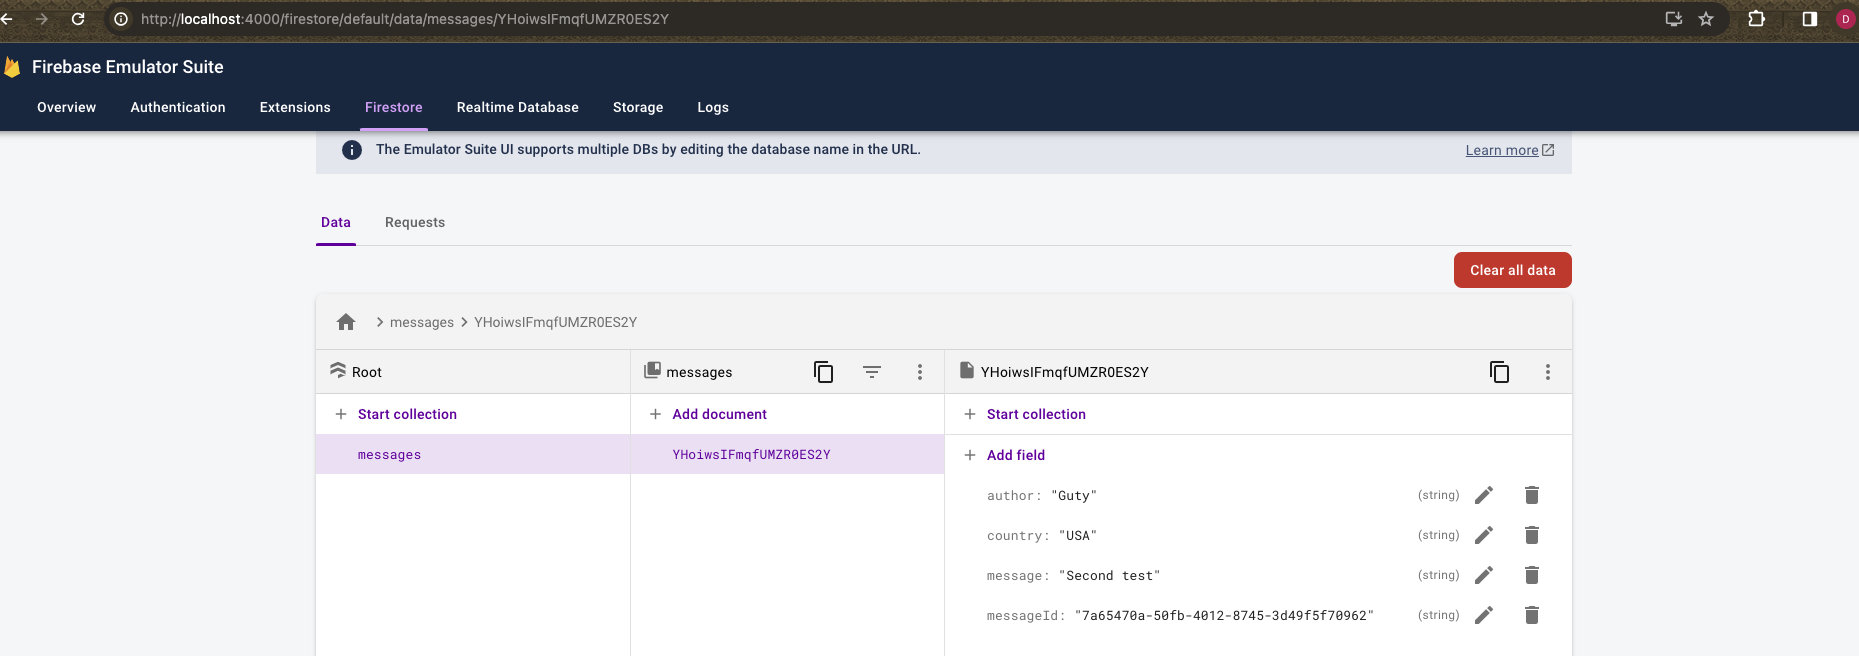 http://localhost:4000/firestore/default/data/messages/YHoiwsIFmqfUMZR0ES2Y
D
Firebase Emulator Suite
Overview Authentication Extensions Firestore Realtime Database Storage Logs
The Emulator Suite UI supports multiple DBs by editing the database name in the URL. Learn more
Data Requests
Clear all data
messages > YHoiwsIFmqfUMZR0ES2Y
Root messages YHoiwsIFmqfUMZR0ES2Y
+ Start collection + Add document + Start collection
messages YHoiwsIFmqfUMZR0ES2Y + Add field
author: "Guty" (string)
country: "USA" (string)
message: "Second test" (string)
messageId: "7a65470a-50fb-4012-8745-3d49f5f70962" (string)